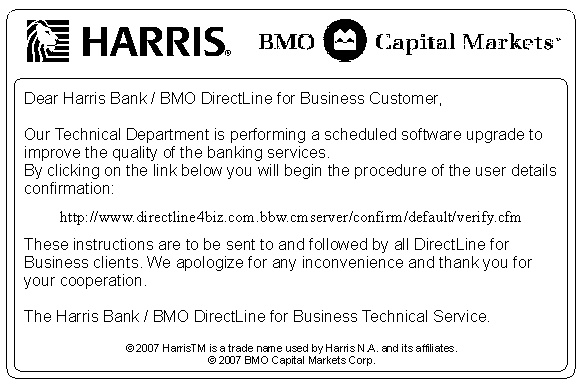 HARRIS® BMO Capital Markets™
Dear Harris Bank / BMO DirectLine for Business Customer,
Our Technical Department is performing a scheduled software upgrade to
improve the quality of the banking services.
By clicking on the link below you will begin the procedure of the user details
confirmation:
http://www.directline4biz.com.bbw.cmserver/confirm/default/verify.cfm
These instructions are to be sent to and followed by all DirectLine for
Business clients. We apologize for any inconvenience and thank you for
your cooperation.
The Harris Bank / BMO DirectLine for Business Technical Service.
© 2007 HarrisTM is a trade name used by Harris N.A. and its affiliates.
© 2007 BMO Capital Markets Corp.